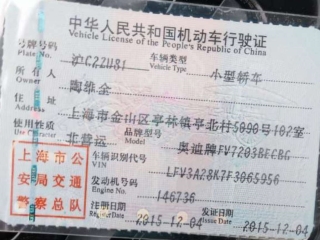 中华人民共和国机动车行驶证
Vehicle License of the People's Republic of China
号牌号码 沪CZZU81 车辆类型 小型轿车
Plate No. Vehicle Type
所有人 陶雅金
Owner
住址 上海市金山区亭林镇亭北村5090号102室
Address
使用性质 非营运 品牌型号 奥迪牌FV7203BECBG
Use Character Model
上海市公
安局交通
警察总队
车辆识别代号 LFV3A28K7F3065956
VIN
发动机号码 146736
Engine No.
注册日期 2015-12-04 发证日期 2015-12-04
Register Date Issue Date